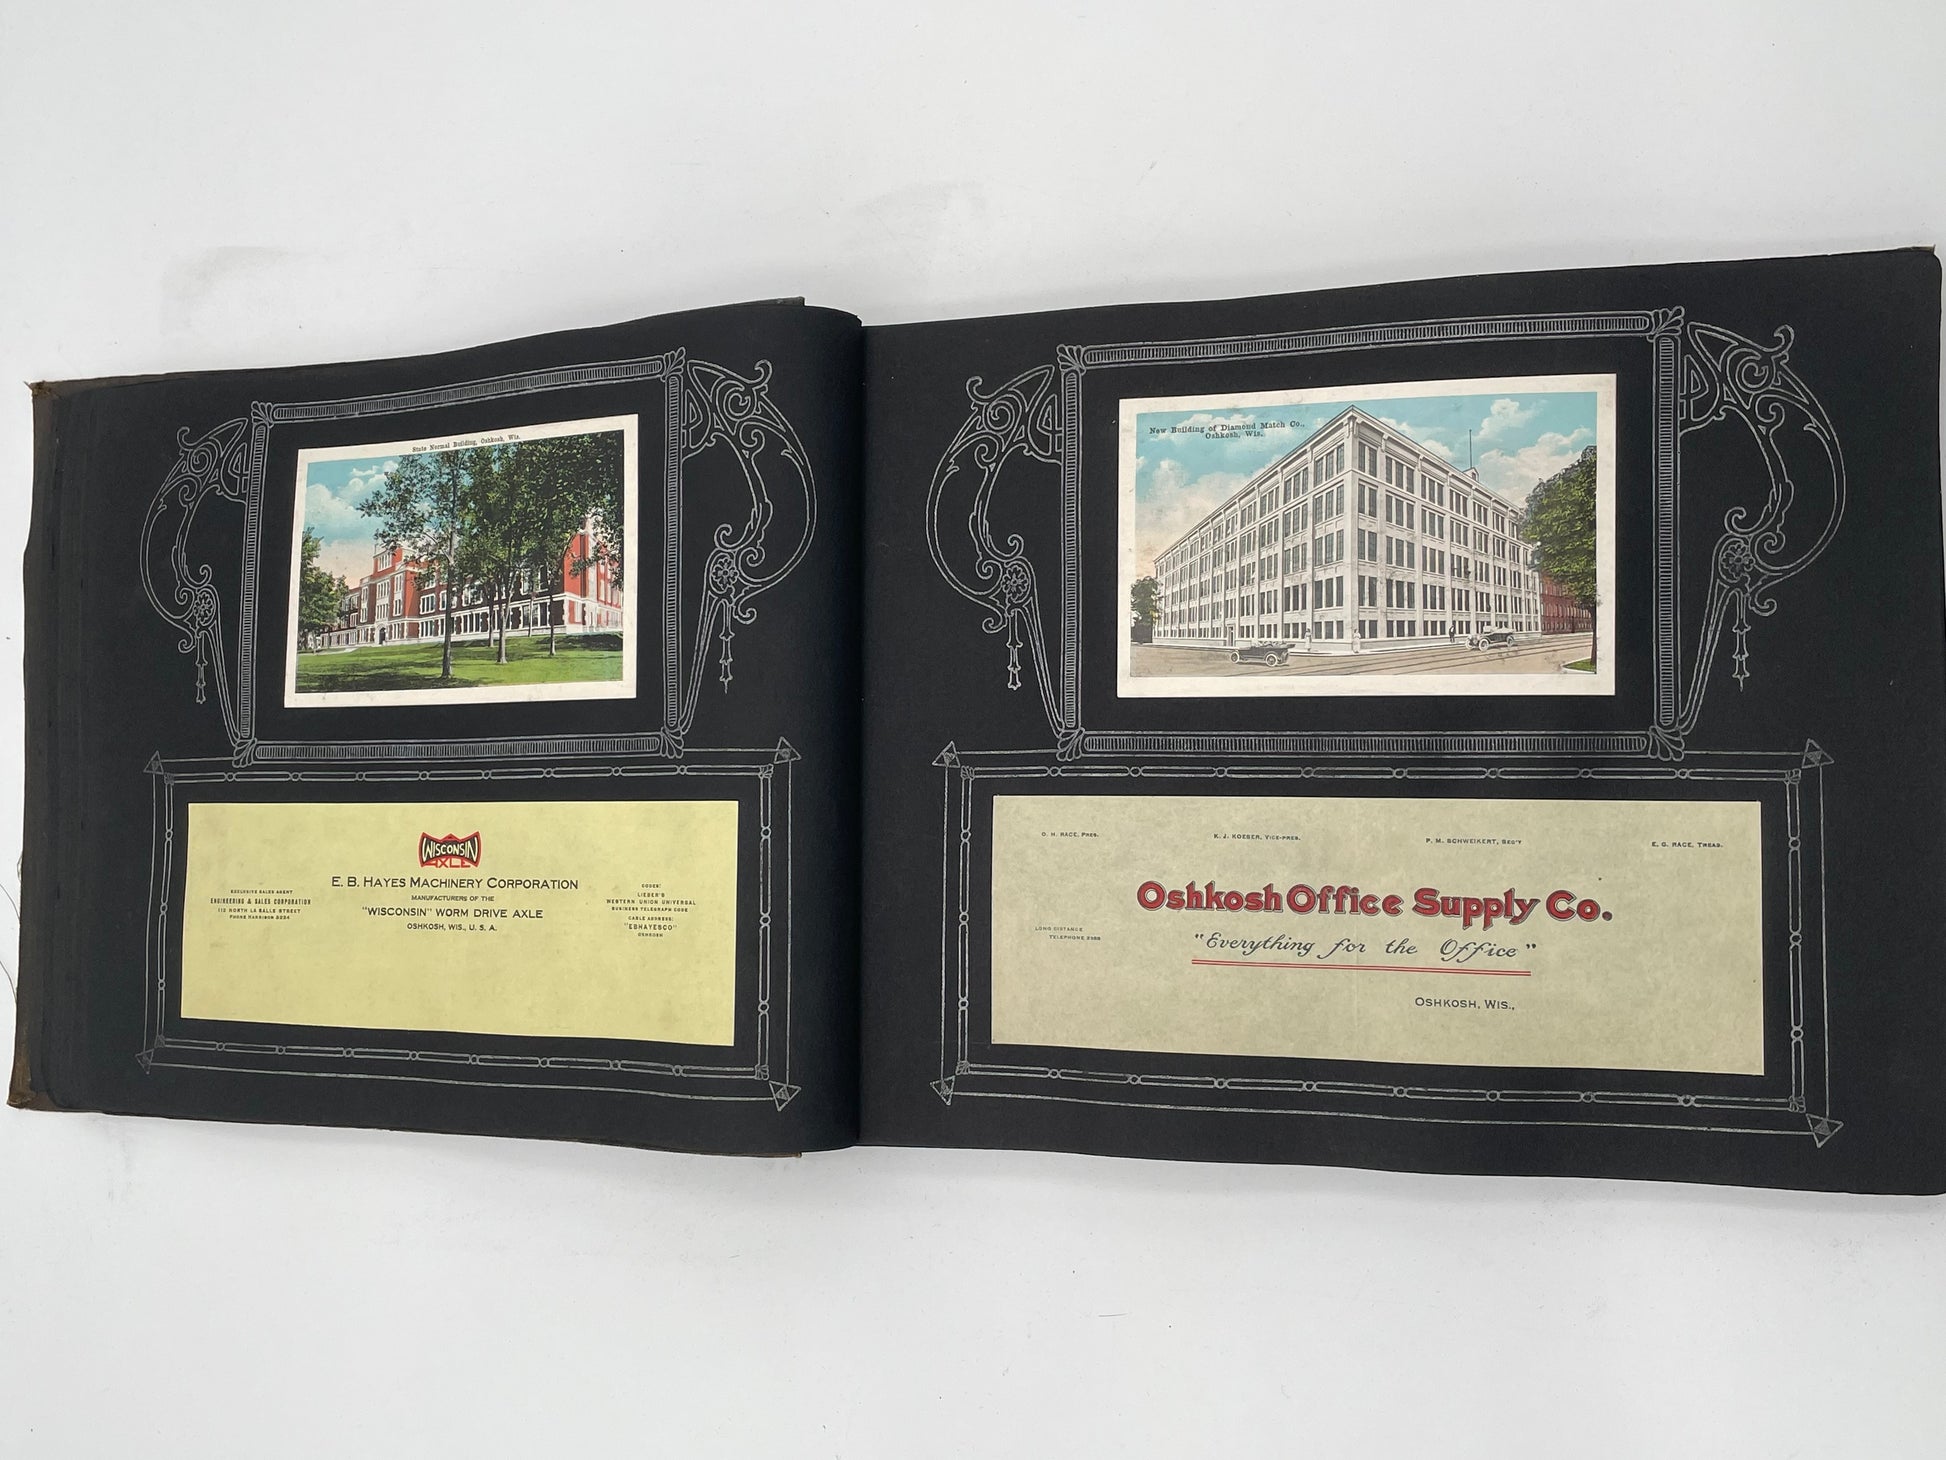 State Normal Building, Oshkosh, Wis.
WISCONSIN
AXLE
E. B. HAYES MACHINERY CORPORATION
MANUFACTURERS OF THE
"WISCONSIN" WORM DRIVE AXLE
OSHKOSH, WIS., U. S. A.
EXCLUSIVE SALES AGENT
ENGINEERING & SALES CORPORATION
112 NORTH LA SALLE STREET
PHONE HARRISON 3234
CODES:
LIEBER'S
WESTERN UNION UNIVERSAL
BUSINESS TELEGRAPH CODE
CABLE ADDRESS:
"EBHAYESCO"
OSHKOSH
New Building of Diamond Match Co.,
Oshkosh, Wis.
O. H. RACE, PRES.
K. J. KOESER, VICE-PRES.
P. M. SCHWEIKERT, SEC'Y
E. G. RACE, TREAS.
Oshkosh Office Supply Co.
"Everything for the Office"
LONG DISTANCE
TELEPHONE
OSHKOSH, WIS.,